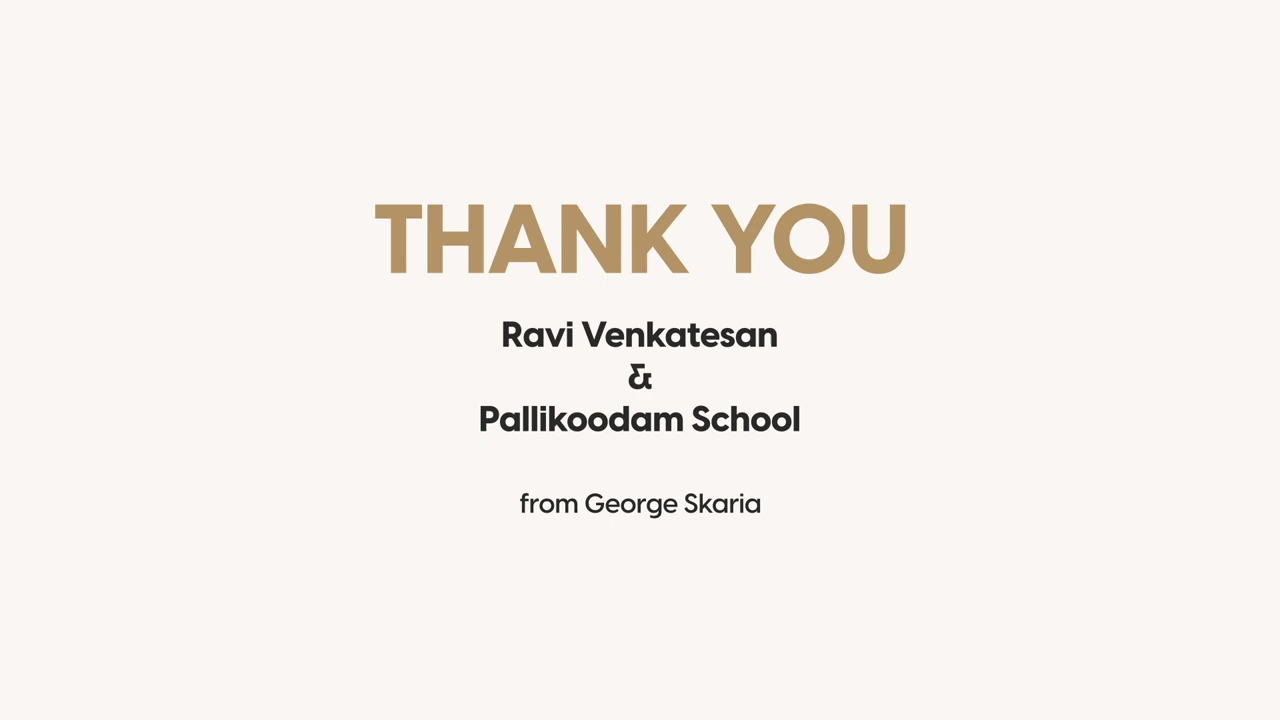 THANK YOU
Ravi Venkatesan
&
Pallikoodam School
from George Skaria